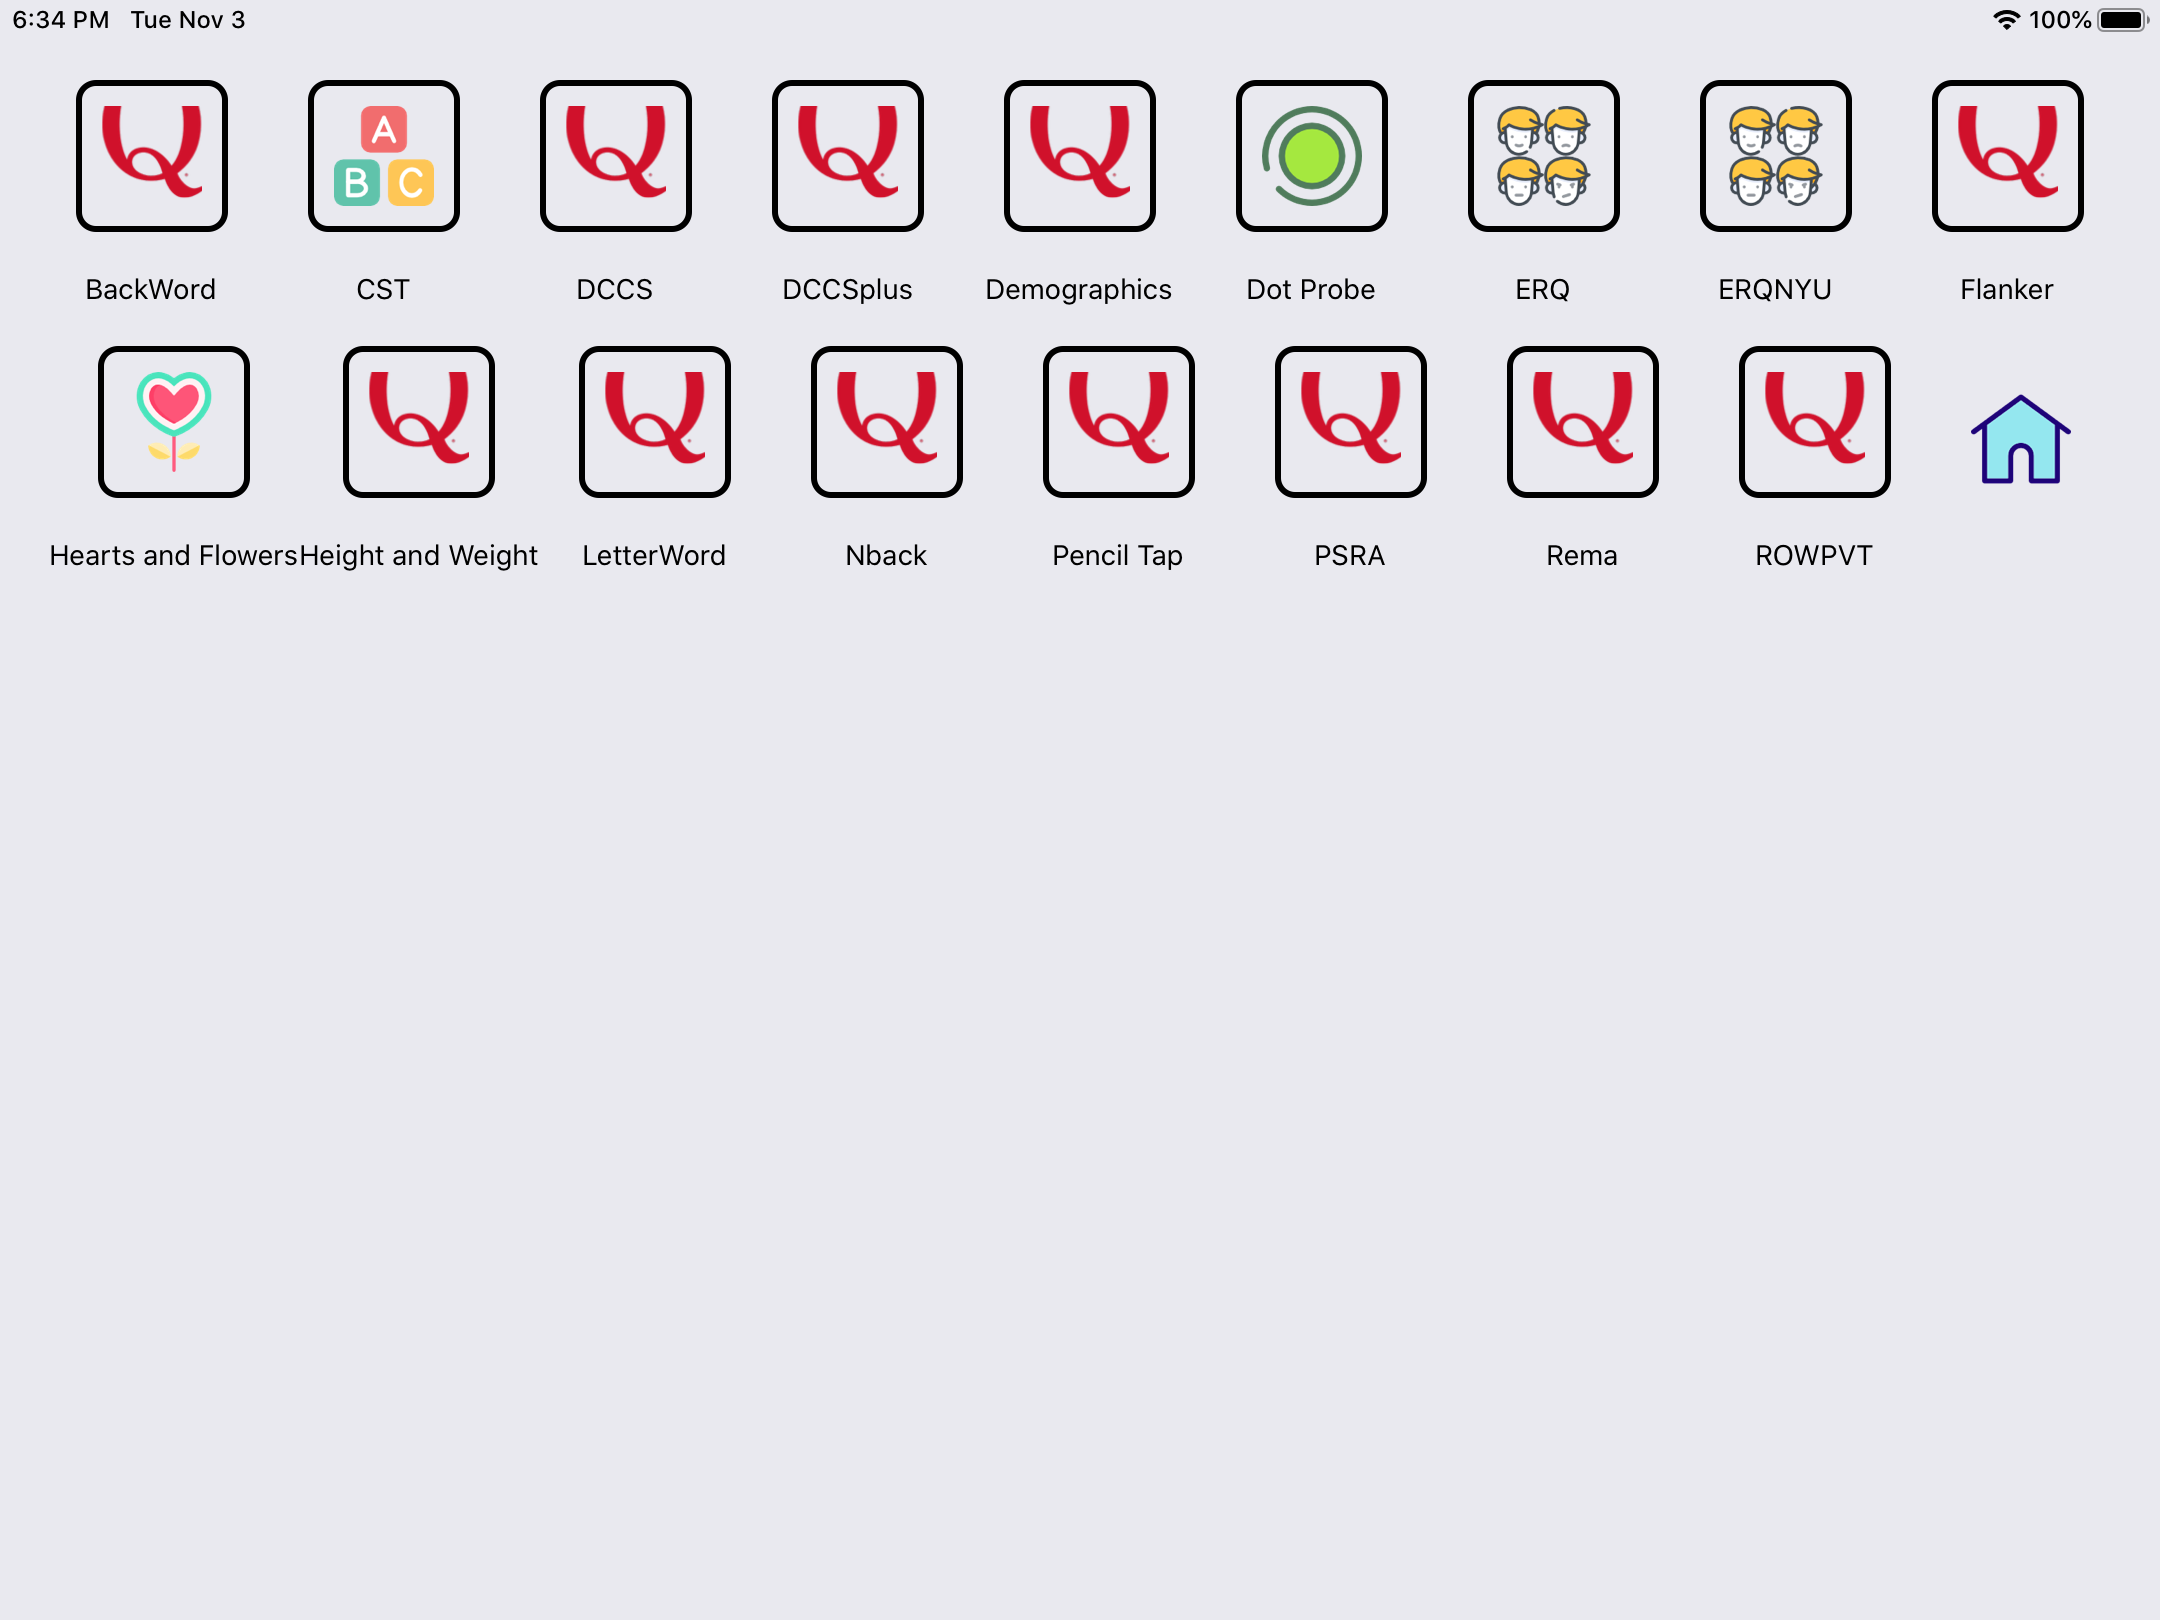 6:34 PM Tue Nov 3 100%
A
B C
BackWord CST DCCS DCCSplus Demographics Dot Probe ERQ ERQNYU Flanker
Hearts and Flowers Height and Weight LetterWord Nback Pencil Tap PSRA Rema ROWPVT